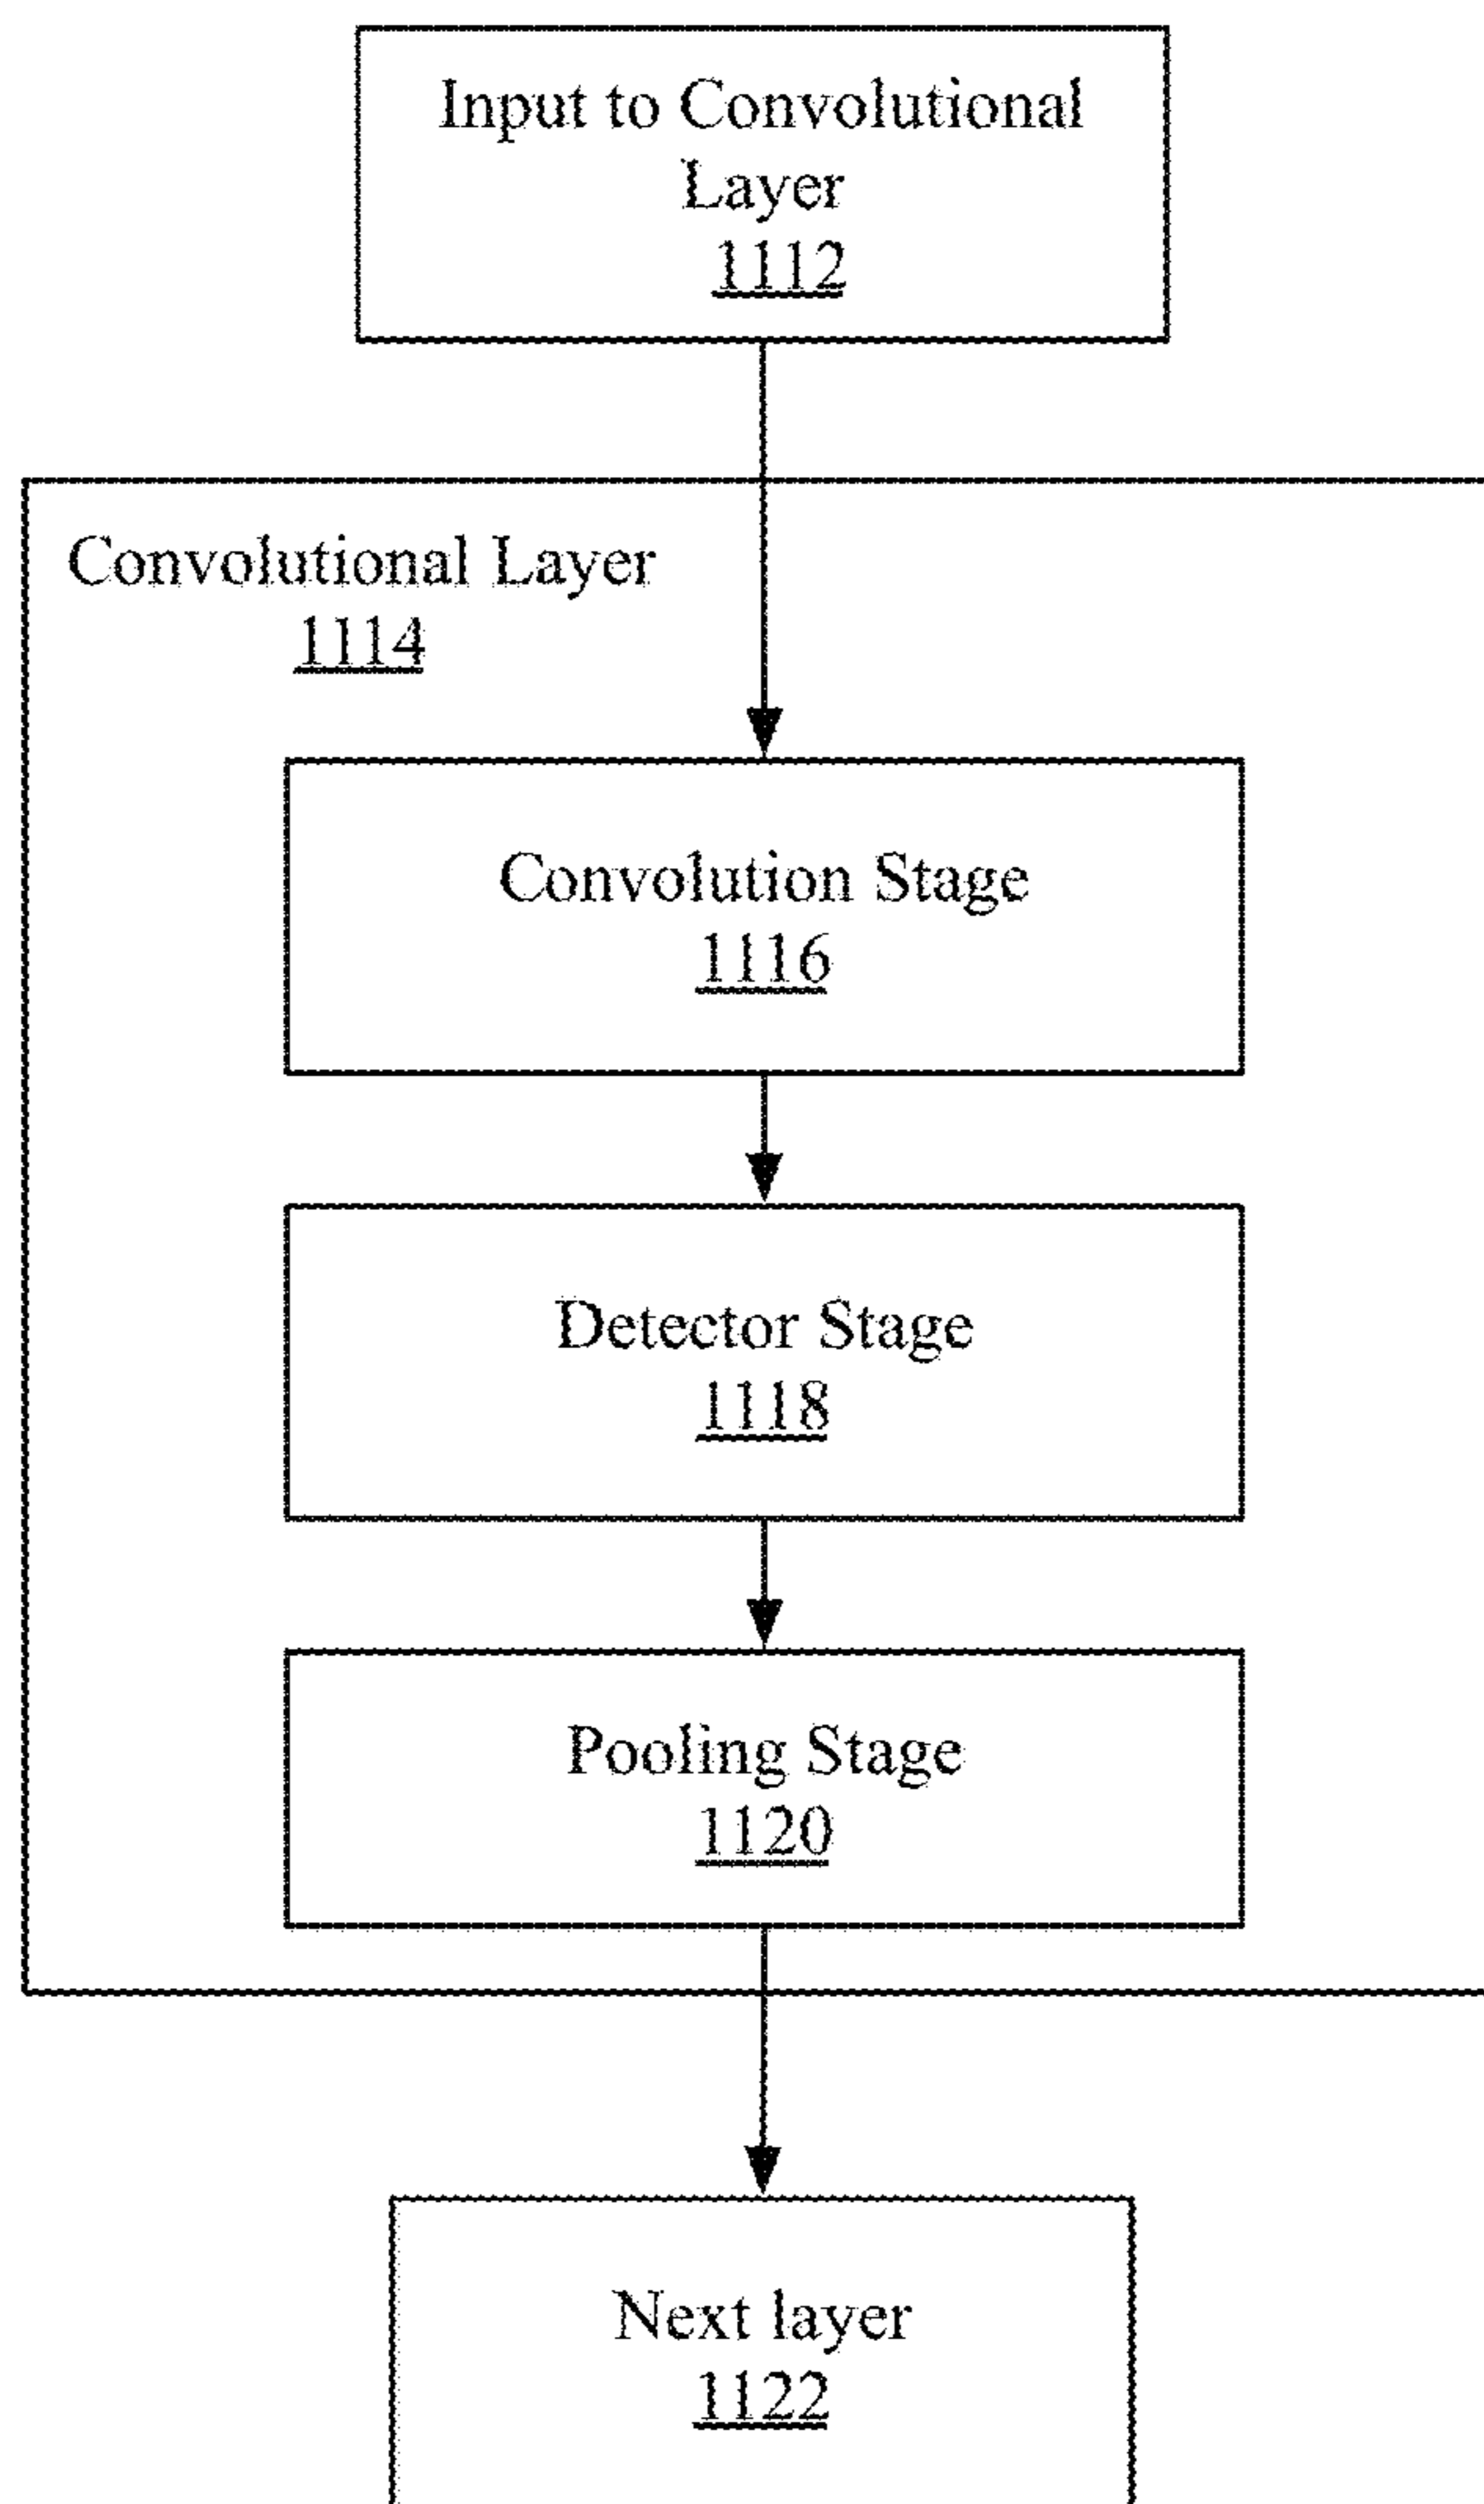 Input to Convolutional
Layer
1112
Convolutional Layer
1114
Convolution Stage
1116
Detector Stage
1118
Pooling Stage
1120
Next layer
1122